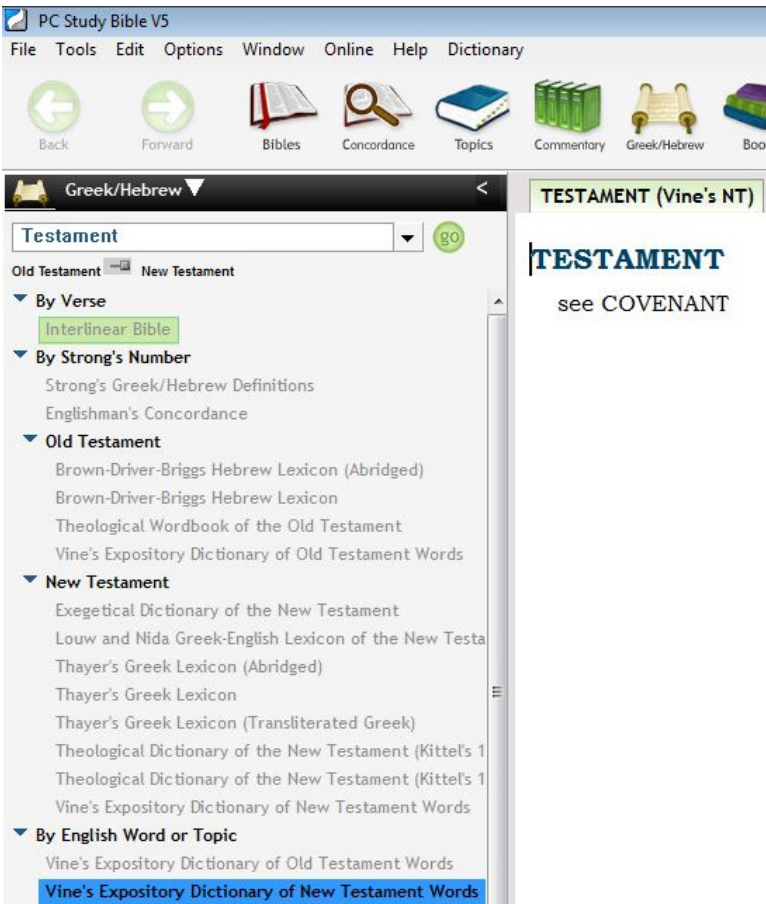 PC Study Bible V5
File Tools Edit Options Window Online Help Dictionary
Back Forward Bibles Concordance Topics Commentary Greek/Hebrew Boo
Greek/Hebrew <
TESTAMENT (Vine's NT)
Testament go
Old Testament New Testament
TESTAMENT
see COVENANT
By Verse
Interlinear Bible
By Strong's Number
Strong's Greek/Hebrew Definitions
Englishman's Concordance
Old Testament
Brown-Driver-Briggs Hebrew Lexicon (Abridged)
Brown-Driver-Briggs Hebrew Lexicon
Theological Wordbook of the Old Testament
Vine's Expository Dictionary of Old Testament Words
New Testament
Exegetical Dictionary of the New Testament
Louw and Nida Greek-English Lexicon of the New Testa
Thayer's Greek Lexicon (Abridged)
Thayer's Greek Lexicon
Thayer's Greek Lexicon (Transliterated Greek)
Theological Dictionary of the New Testament (Kittel's 1
Theological Dictionary of the New Testament (Kittel's 1
Vine's Expository Dictionary of New Testament Words
By English Word or Topic
Vine's Expository Dictionary of Old Testament Words
Vine's Expository Dictionary of New Testament Words